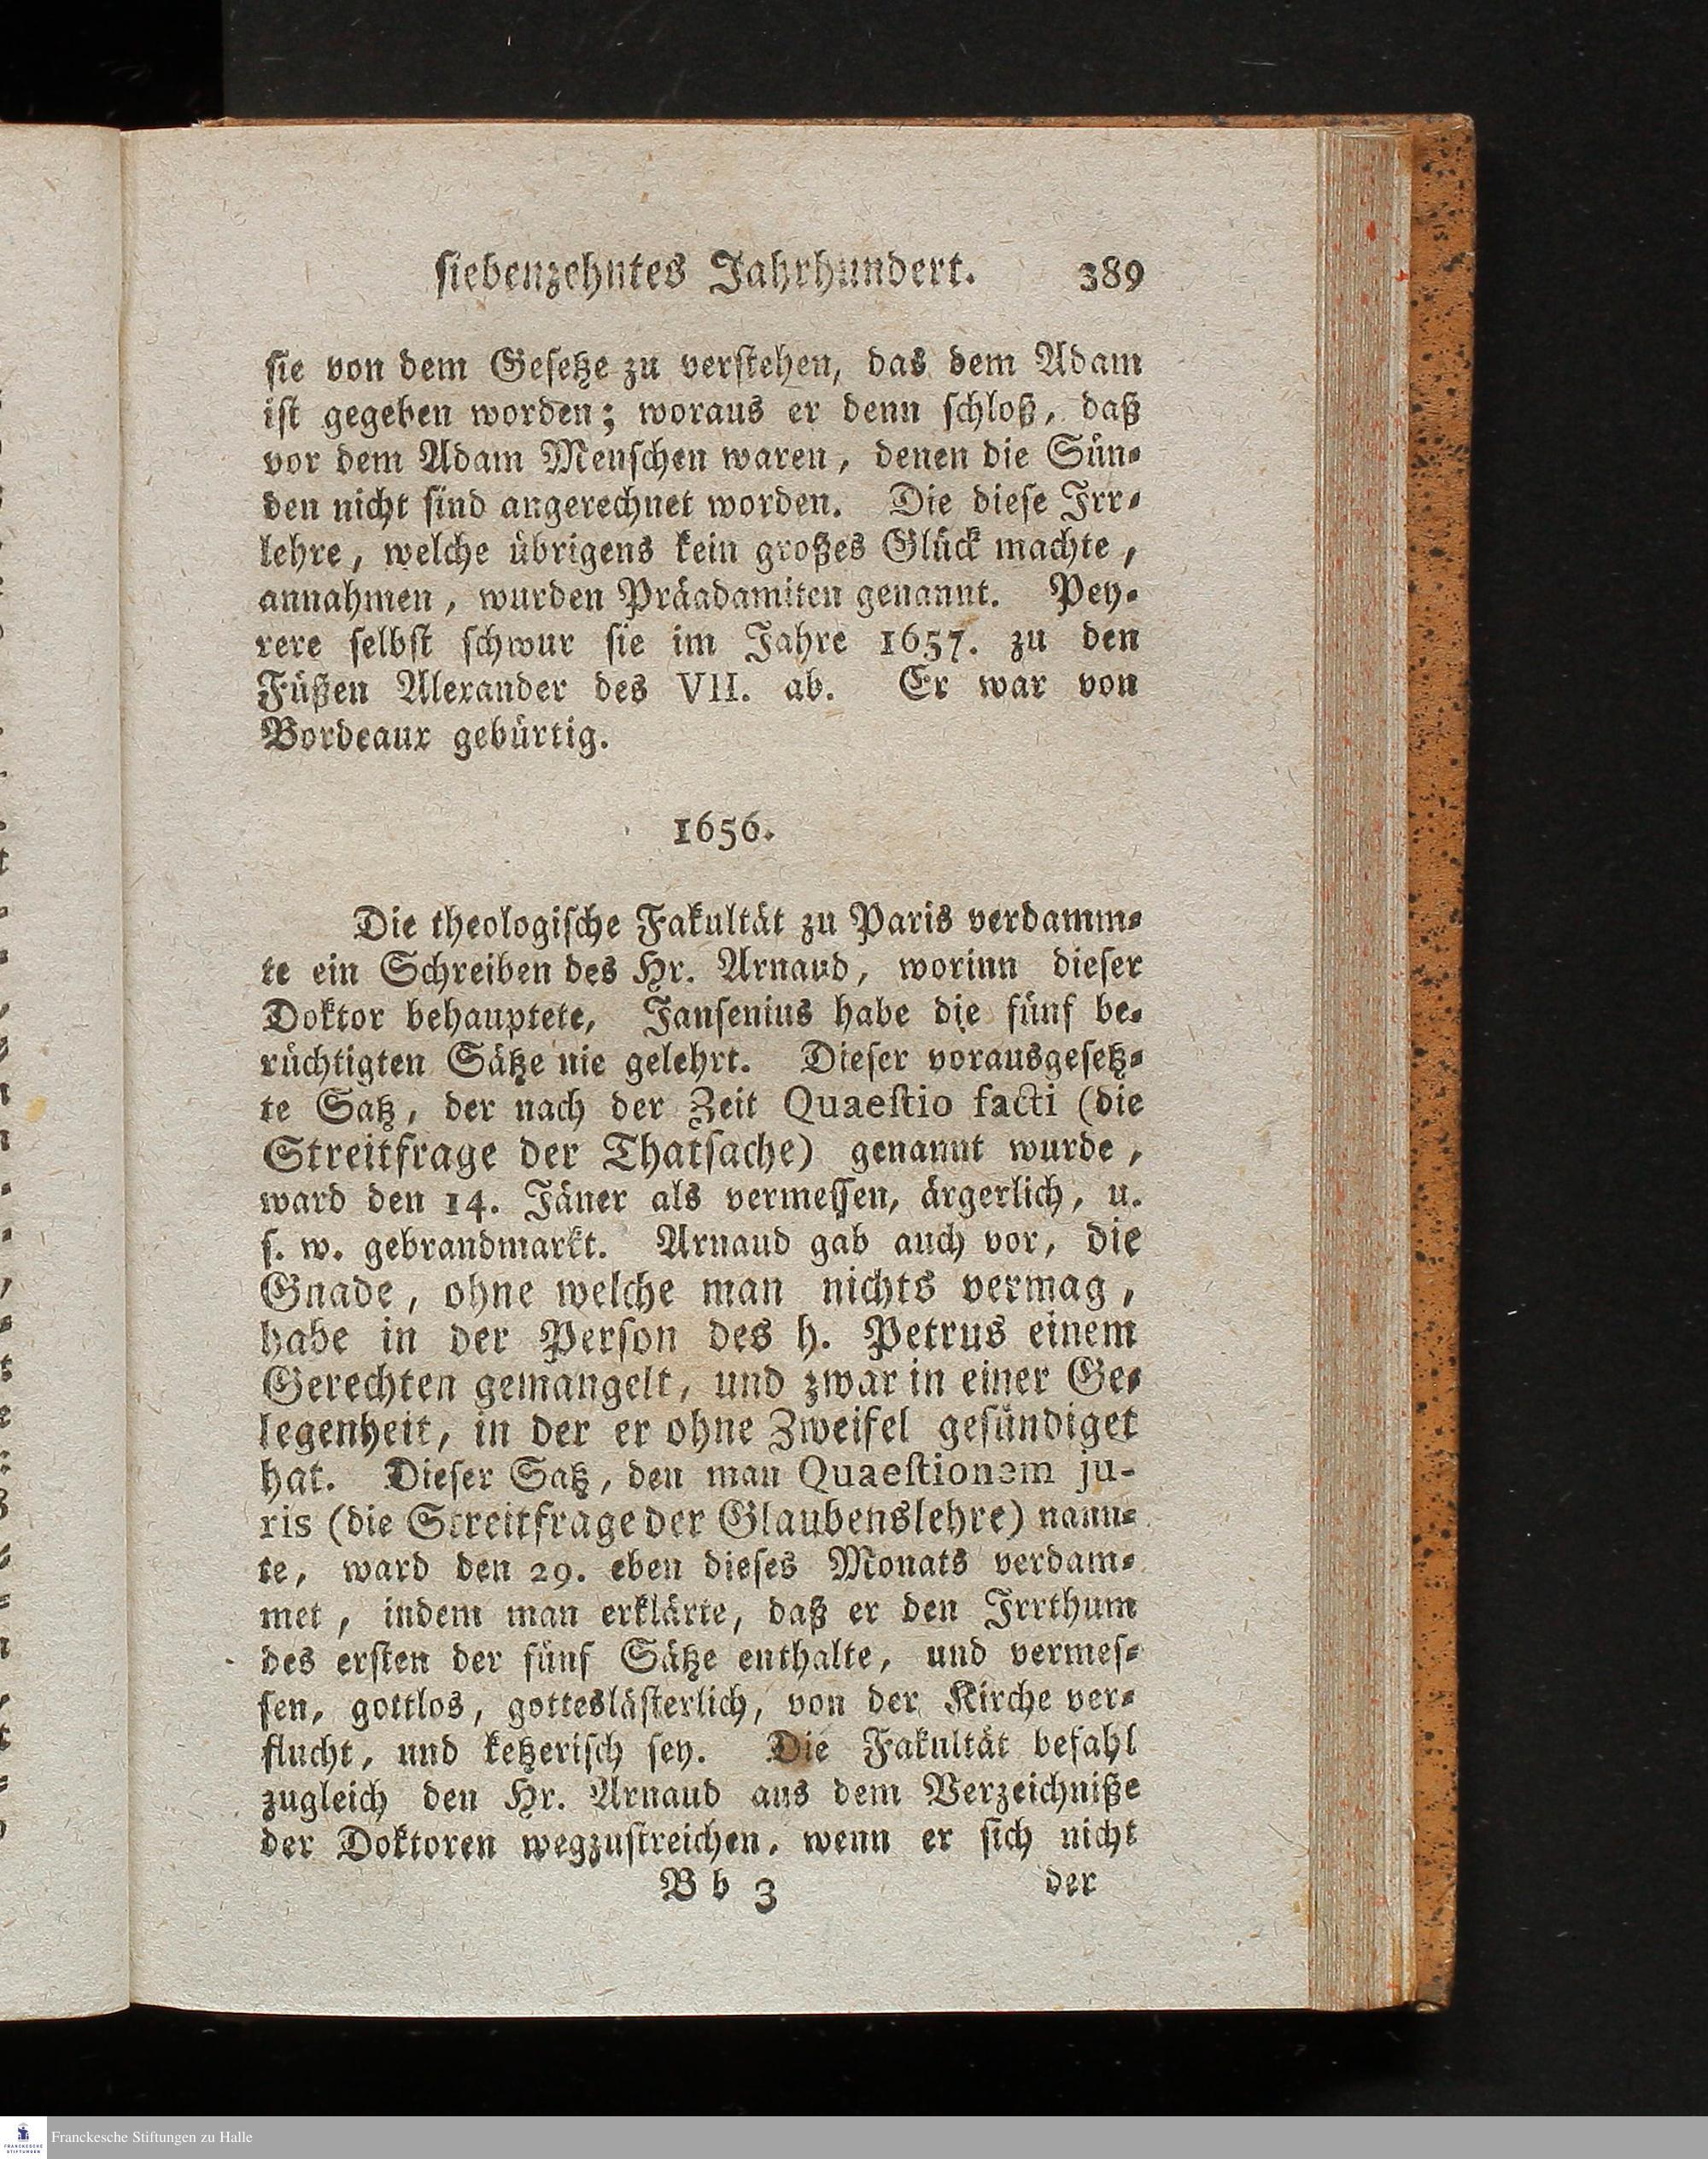 siebenzehntes Jahrhundert. 389
sie von dem Gesetze zu verstehen, das dem Adam
ist gegeben worden; woraus er denn schloß, daß
vor dem Adam Menschen waren, denen die Sün-
den nicht sind angerechnet worden. Die diese Irr-
lehre, welche übrigens kein großes Glück machte,
annahmen, wurden Präadamiten genannt. Pey-
rere selbst schwur sie im Jahre 1657. zu den
Füßen Alexander des VII. ab. Er war von
Bordeaux gebürtig.
1656.
Die theologische Fakultät zu Paris verdamm-
te ein Schreiben des Hr. Arnaud, worinn dieser
Doktor behauptete, Jansenius habe die fünf be-
rüchtigten Sätze nie gelehrt. Dieser vorausgesetz-
te Satz, der nach der Zeit Quaestio facti (die
Streitfrage der Thatsache) genannt wurde,
ward den 14. Jäner als vermessen, ärgerlich, u.
s. w. gebrandmarkt. Arnaud gab auch vor, die
Gnade, ohne welche man nichts vermag,
habe in der Person des h. Petrus einem
Gerechten gemangelt, und zwar in einer Ge-
legenheit, in der er ohne Zweifel gesündiget
hat. Dieser Satz, den man Quaestionem ju-
ris (die Streitfrage der Glaubenslehre) nann-
te, ward den 29. eben dieses Monats verdam-
met, indem man erklärte, daß er den Irrthum
des ersten der fünf Sätze enthalte, und vermes-
sen, gottlos, gotteslästerlich, von der Kirche ver-
flucht, und ketzerisch sey. Die Fakultät befahl
zugleich den Hr. Arnaud aus dem Verzeichniße
der Doktoren wegzustreichen, wenn er sich nicht
B b 3 der
Franckesche Stiftungen zu Halle